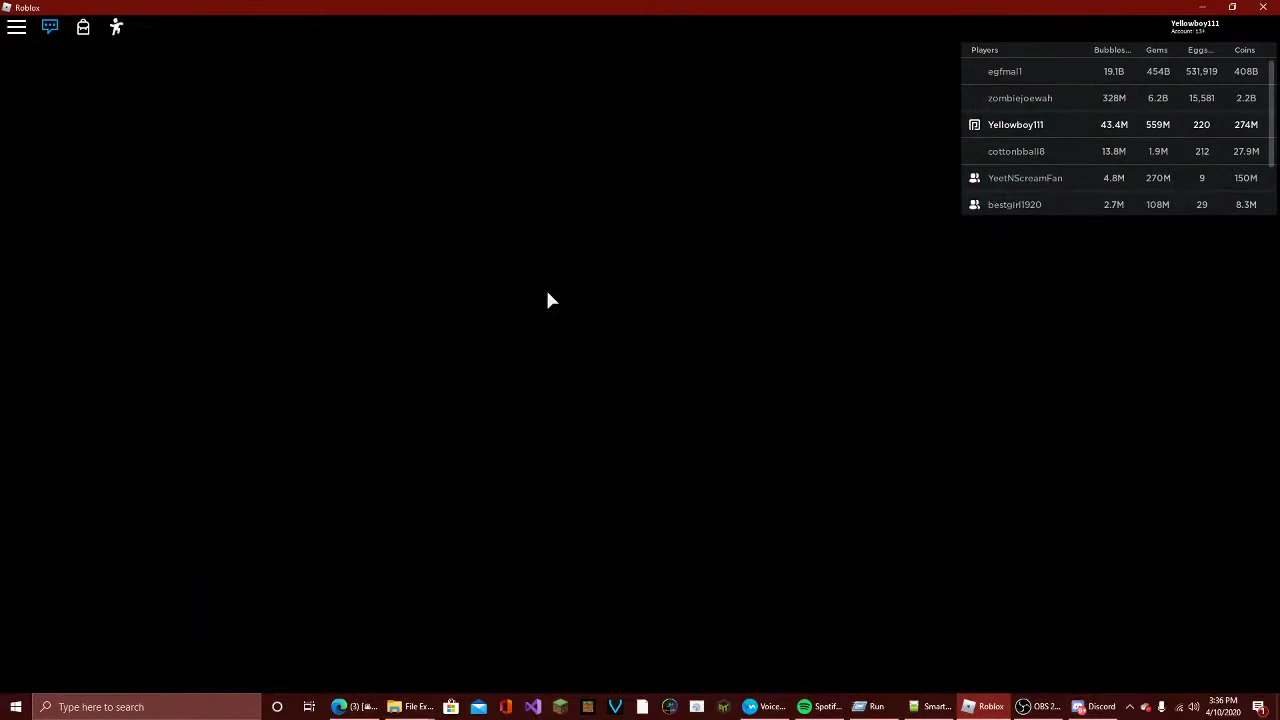 Roblox
Yellowboy111
Account: 13+
Players Bubbles... Gems Eggs... Coins
egfmal1 19.1B 454B 531,919 408B
zombiejoewah 328M 6.2B 15,581 2.2B
Yellowboy111 43.4M 559M 220 274M
cottonbball8 13.8M 1.9M 212 27.9M
YeetNScreamFan 4.8M 270M 9 150M
bestgirl1920 2.7M 108M 29 8.3M
Type here to search
File Ex...
Voice...
Spotif...
Run
Smart...
Roblox
OBS 2...
Discord
3:36 PM
4/10/2020